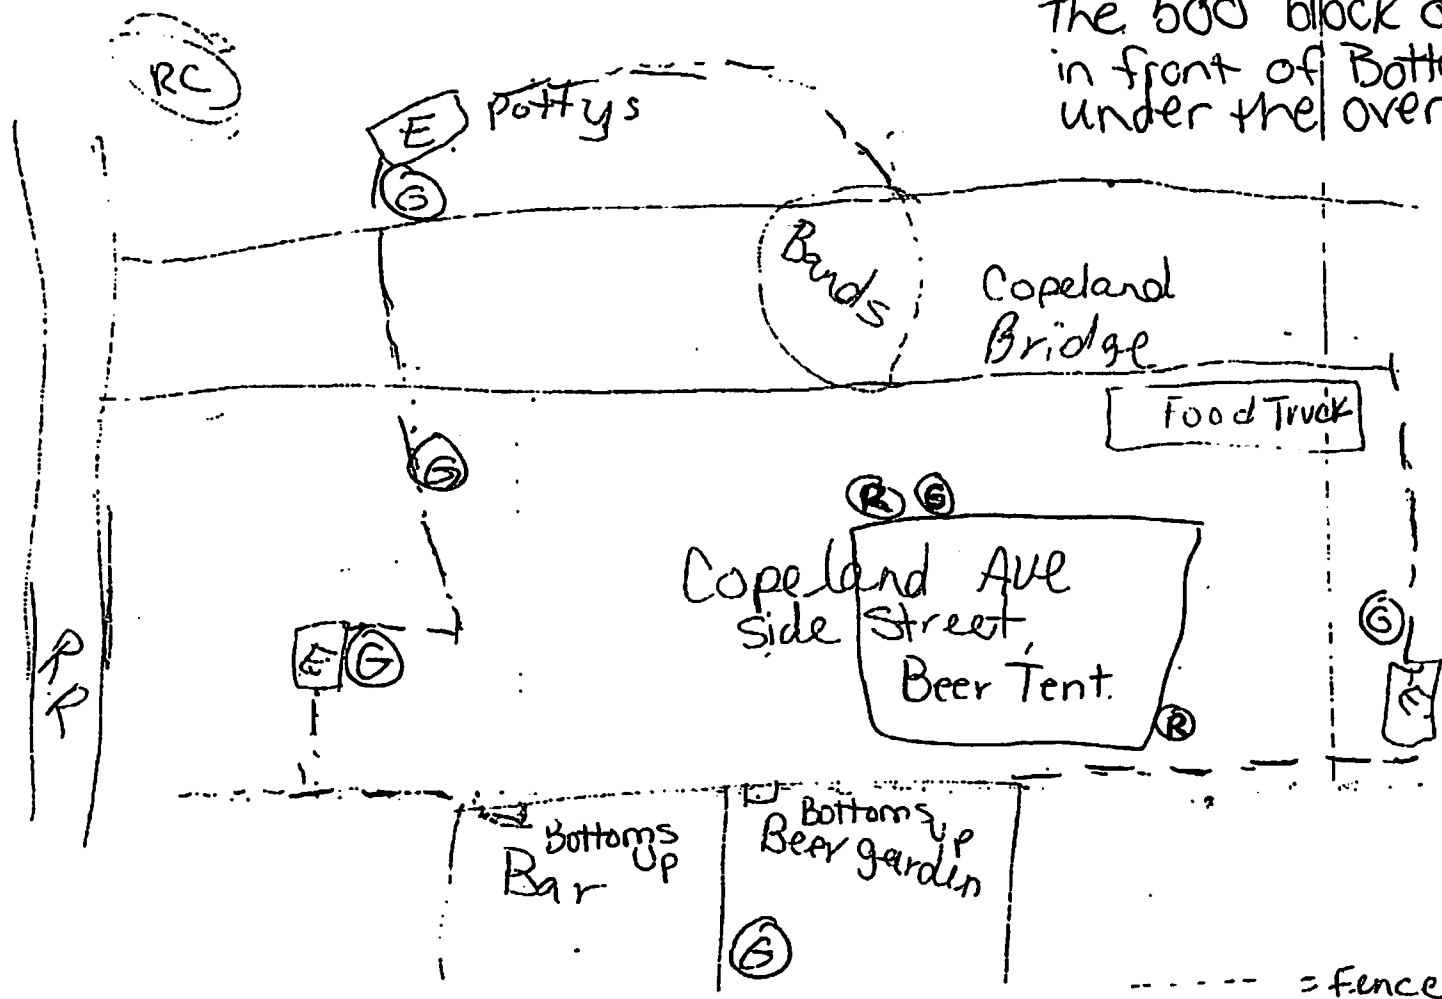 The 500 block o
in front of Bott
under the over
RC
E
Pottys
G
Bands
Copeland
Bridge
Food Truck
G
R
G
Copeland Ave
side Street,
Beer Tent.
G
E
G
E
R
R
R
Bottoms
Up
Bar
Bottoms
Up
Beer garden
G
= Fence